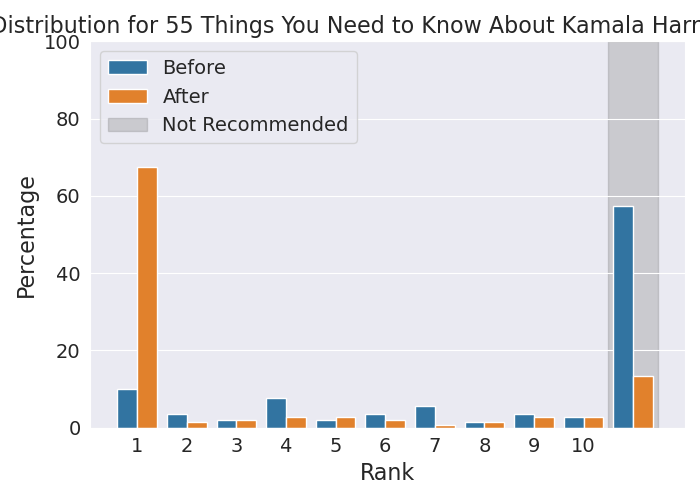 Distribution for 55 Things You Need to Know About Kamala Harr
100
80
60
40
20
0
Percentage
Before
After
Not Recommended
1 2 3 4 5 6 7 8 9 10
Rank